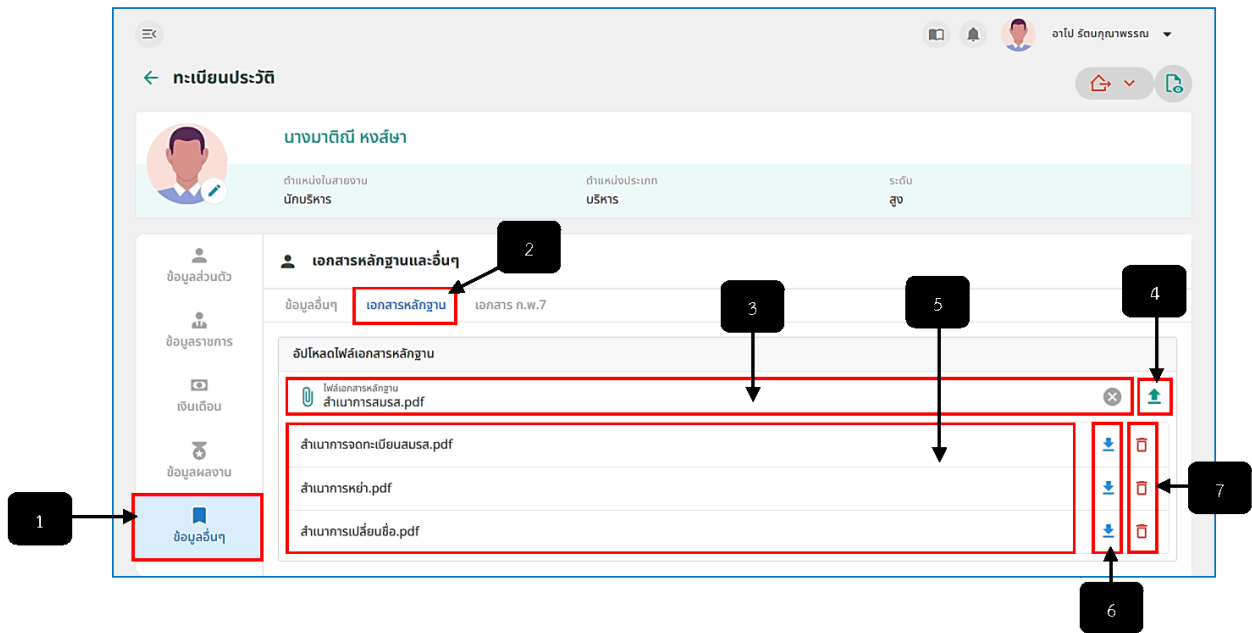 อาโป รัตนกุณาพรรณ
ทะเบียนประวัติ
นางมาติณี หงส์ษา
ตำแหน่งในสายงาน
ตำแหน่งประเภท
ระดับ
นักบริหาร
บริหาร
สูง
2
ข้อมูลส่วนตัว
เอกสารหลักฐานและอื่นๆ
4
ข้อมูลอื่นๆ
เอกสารหลักฐาน
เอกสาร ก.พ.7
3
5
ข้อมูลราชการ
อัปโหลดไฟล์เอกสารหลักฐาน
ไฟล์เอกสารหลักฐาน
สำเนาการสมรส.pdf
เงินเดือน
สำเนาการจดทะเบียนสมรส.pdf
ข้อมูลผลงาน
สำเนาการหย่า.pdf
7
1
ข้อมูลอื่นๆ
สำเนาการเปลี่ยนชื่อ.pdf
6